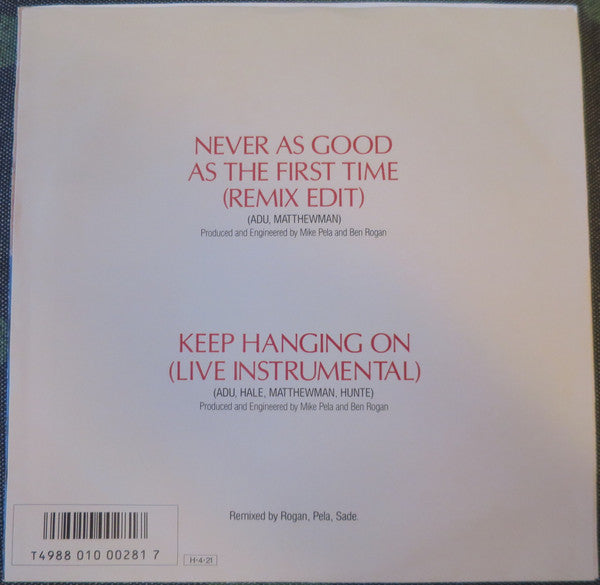 NEVER AS GOOD
AS THE FIRST TIME
(REMIX EDIT)
(ADU, MATTHEWMAN)
Produced and Engineered by Mike Pela and Ben Rogan
KEEP HANGING ON
(LIVE INSTRUMENTAL)
(ADU, HALE, MATTHEWMAN, HUNTE)
Produced and Engineered by Mike Pela and Ben Rogan
Remixed by Rogan, Pela, Sade.
T4988 010 00281 7
H·4·21